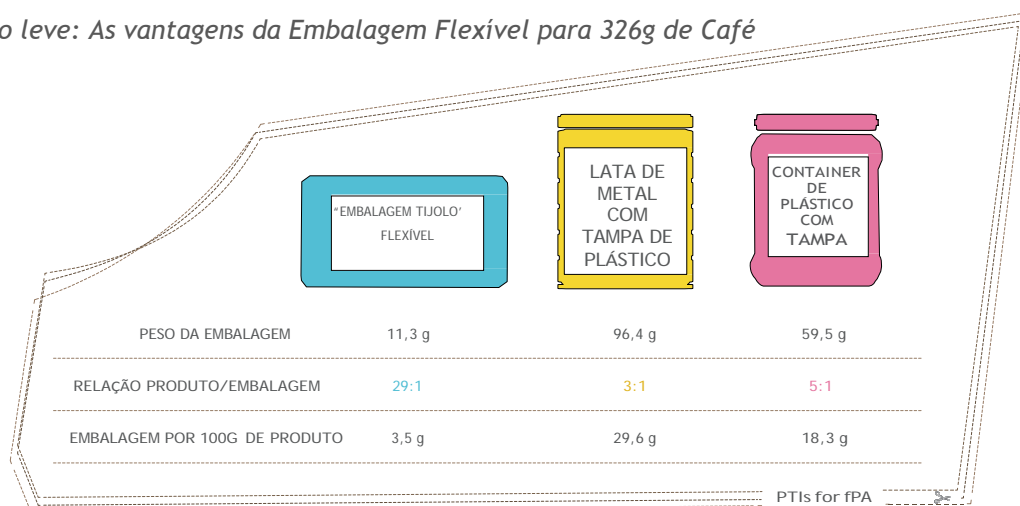 o leve: As vantagens da Embalagem Flexível para 326g de Café
"EMBALAGEM TIJOLO'
FLEXÍVEL
LATA DE
METAL
COM
TAMPA DE
PLÁSTICO
CONTAINER
DE
PLÁSTICO
COM
TAMPA
PESO DA EMBALAGEM 11,3 g 96,4 g 59,5 g
RELAÇÃO PRODUTO/EMBALAGEM 29:1 3:1 5:1
EMBALAGEM POR 100G DE PRODUTO 3,5 g 29,6 g 18,3 g
PTIs for fPA